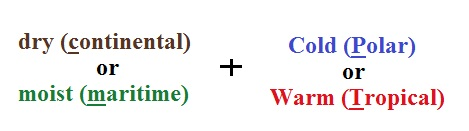 dry (continental)
or
moist (maritime)
+
Cold (Polar)
or
Warm (Tropical)